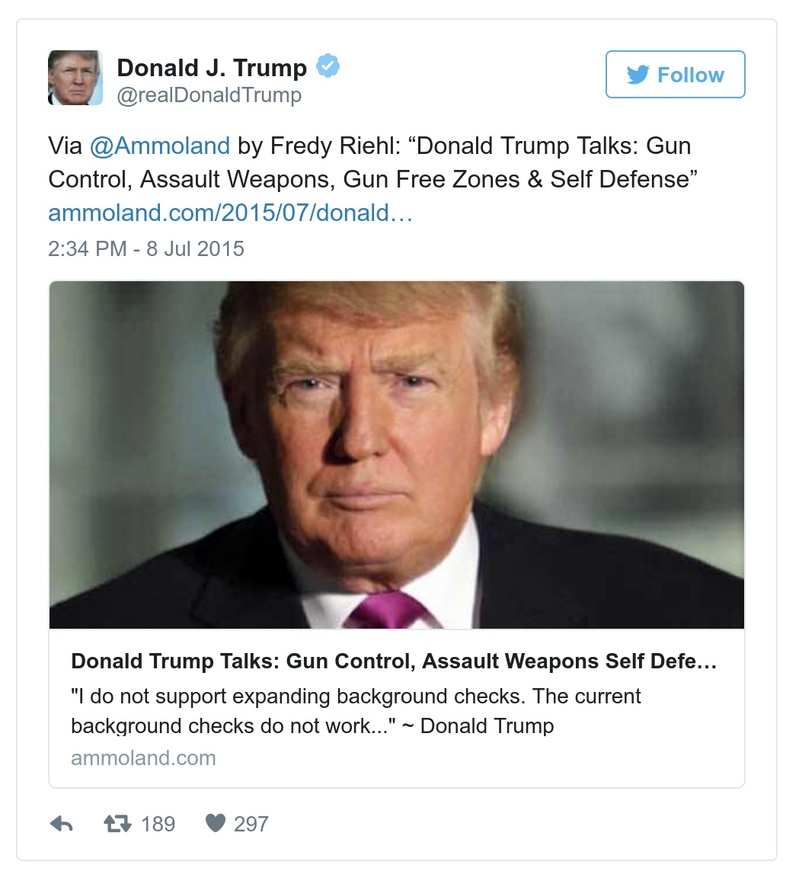 Donald J. Trump
@realDonaldTrump
Follow
Via @Ammoland by Fredy Riehl: “Donald Trump Talks: Gun
Control, Assault Weapons, Gun Free Zones & Self Defense”
ammoland.com/2015/07/donald…
2:34 PM - 8 Jul 2015
Donald Trump Talks: Gun Control, Assault Weapons Self Defe…
"I do not support expanding background checks. The current
background checks do not work..." ~ Donald Trump
ammoland.com
189 297